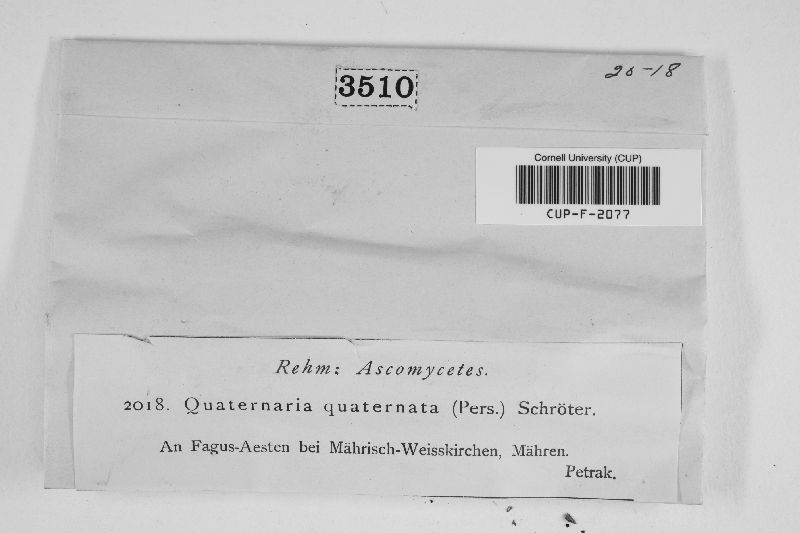 3510
20-18
Cornell University (CUP)
CUP-F-2077
Rehm: Ascomycetes.
2018. Quaternaria quaternata (Pers.) Schröter.
An Fagus-Aesten bei Mährisch-Weisskirchen, Mähren.
Petrak.